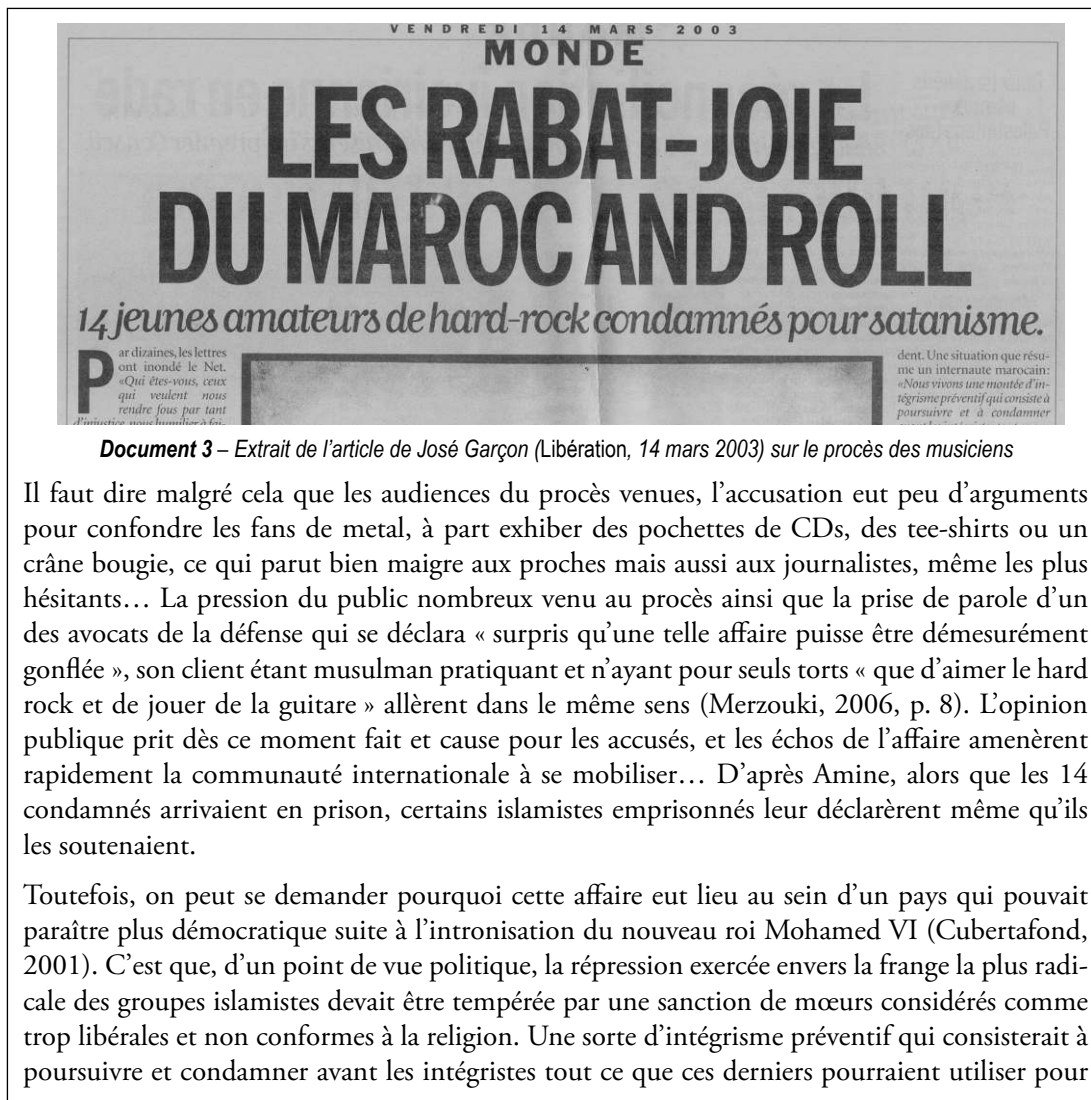 VENDREDI 14 MARS 2003
MONDE
LES RABAT-JOIE
DU MAROC AND ROLL
14 jeunes amateurs de hard-rock condamnés pour satanisme.
Par dizaines, les lettres
ont inondé le Net.
«Qui êtes-vous, ceux
qui veulent nous
rendre fous par tant
d'injustice, nous humilier à fai-
dent. Une situation que résu-
me un internaute marocain:
«Nous vivons une montée d'in-
tégrisme préventif qui consiste à
poursuivre et à condamner
Document 3 – Extrait de l'article de José Garçon (Libération, 14 mars 2003) sur le procès des musiciens
Il faut dire malgré cela que les audiences du procès venues, l'accusation eut peu d'arguments
pour confondre les fans de metal, à part exhiber des pochettes de CDs, des tee-shirts ou un
crâne bougie, ce qui parut bien maigre aux proches mais aussi aux journalistes, même les plus
hésitants… La pression du public nombreux venu au procès ainsi que la prise de parole d'un
des avocats de la défense qui se déclara « surpris qu'une telle affaire puisse être démesurément
gonflée », son client étant musulman pratiquant et n'ayant pour seuls torts « que d'aimer le hard
rock et de jouer de la guitare » allèrent dans le même sens (Merzouki, 2006, p. 8). L'opinion
publique prit dès ce moment fait et cause pour les accusés, et les échos de l'affaire amenèrent
rapidement la communauté internationale à se mobiliser… D'après Amine, alors que les 14
condamnés arrivaient en prison, certains islamistes emprisonnés leur déclarèrent même qu'ils
les soutenaient.
Toutefois, on peut se demander pourquoi cette affaire eut lieu au sein d'un pays qui pouvait
paraître plus démocratique suite à l'intronisation du nouveau roi Mohamed VI (Cubertafond,
2001). C'est que, d'un point de vue politique, la répression exercée envers la frange la plus radi-
cale des groupes islamistes devait être tempérée par une sanction de mœurs considérés comme
trop libérales et non conformes à la religion. Une sorte d'intégrisme préventif qui consisterait à
poursuivre et condamner avant les intégristes tout ce que ces derniers pourraient utiliser pour